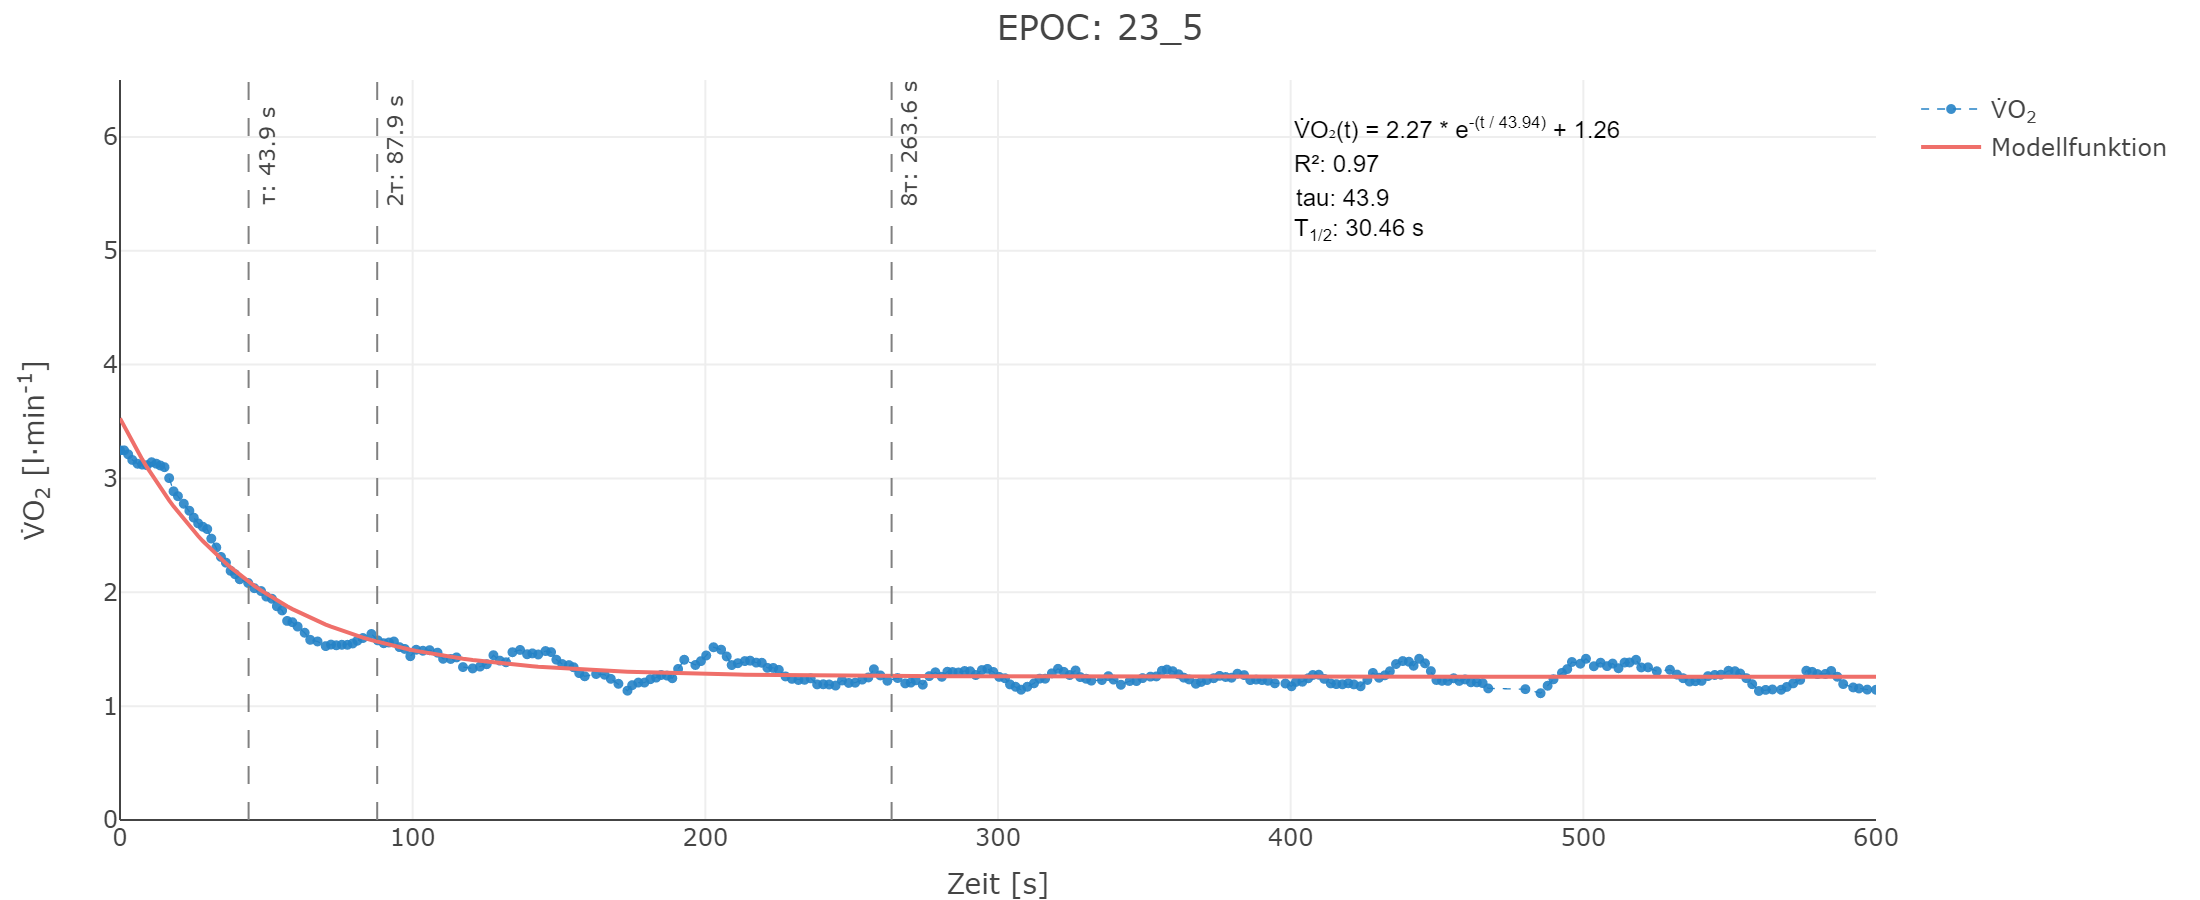 EPOC: 23_5
τ: 43.9 s
2τ: 87.9 s
8τ: 263.6 s
V̇O₂(t) = 2.27 * e^-(t / 43.94) + 1.26
R²: 0.97
tau: 43.9
T1/2: 30.46 s
V̇O₂
Modellfunktion
V̇O₂ [l·min⁻¹]
6
5
4
3
2
1
0
0 100 200 300 400 500 600
Zeit [s]